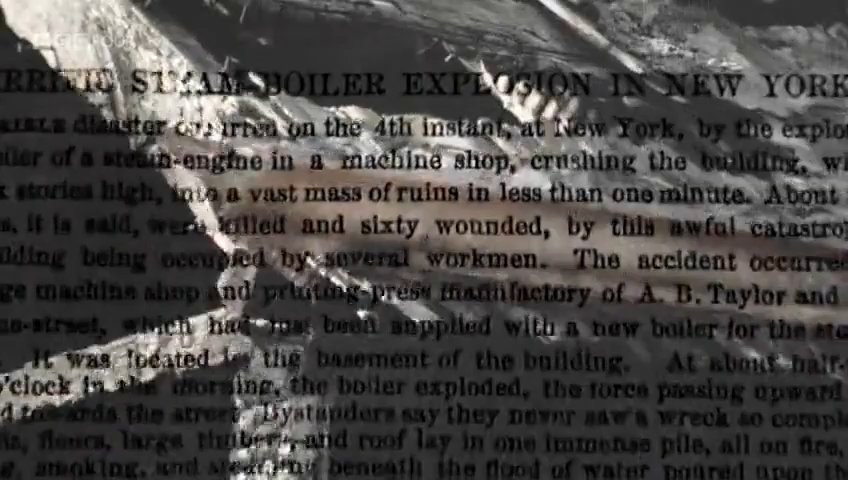 STEAM-BOILER EXPLOSION IN NEW YORK
disaster occurred on the 4th instant, at New York, by the explo
iler of a steam-engine in a machine shop, crushing the building, wi
x stories high, into a vast mass of ruins in less than one minute. About
s, it is said, were killed and sixty wounded, by this awful catastrop
ilding being occupied by several workmen. The accident occurre
ge machine shop and printing-press manufactory of A. B. Taylor and
ue-street, which had just been supplied with a new boiler for the ste
It was located in the basement of the building. At about half-
o'clock in the morning, the boiler exploded, the force passing upward
d towards the street. Bystanders say they never saw a wreck so comple
floors, large timbers, and roof lay in one immense pile, all on fire,
smoking, and steaming beneath the flood of water poured upon the